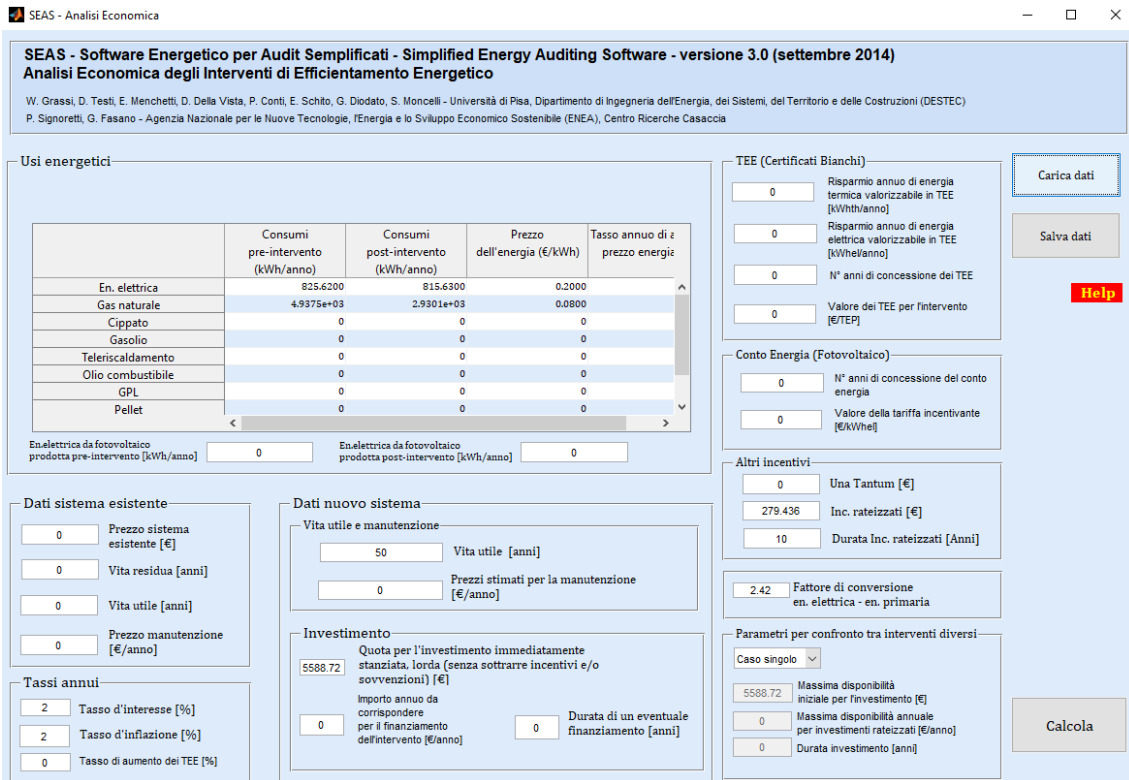 SEAS - Analisi Economica
SEAS - Software Energetico per Audit Semplificati - Simplified Energy Auditing Software - versione 3.0 (settembre 2014)
Analisi Economica degli Interventi di Efficientamento Energetico
W. Grassi, D. Testi, E. Menchetti, D. Della Vista, P. Conti, E. Schito, G. Diodato, S. Moncelli - Università di Pisa, Dipartimento di Ingegneria dell'Energia, dei Sistemi, del Territorio e delle Costruzioni (DESTEC)
P. Signoretti, G. Fasano - Agenzia Nazionale per le Nuove Tecnologie, l'Energia e lo Sviluppo Economico Sostenibile (ENEA), Centro Ricerche Casaccia
Usi energetici
Consumi Consumi Prezzo Tasso annuo di a
pre-intervento post-intervento dell'energia (€/kWh) prezzo energia
(kWh/anno) (kWh/anno)
En. elettrica 825.6200 815.6300 0.2000
Gas naturale 4.9375e+03 2.9301e+03 0.0800
Cippato 0 0 0
Gasolio 0 0 0
Teleriscaldamento 0 0 0
Olio combustibile 0 0 0
GPL 0 0 0
Pellet 0 0 0
En.elettrica da fotovoltaico
prodotta pre-intervento [kWh/anno] 0
En.elettrica da fotovoltaico
prodotta post-intervento [kWh/anno] 0
Dati sistema esistente
0 Prezzo sistema
esistente [€]
0 Vita residua [anni]
0 Vita utile [anni]
0 Prezzo manutenzione
[€/anno]
Tassi annui
2 Tasso d'interesse [%]
2 Tasso d'inflazione [%]
0 Tasso di aumento dei TEE [%]
Dati nuovo sistema
Vita utile e manutenzione
50 Vita utile [anni]
0 Prezzi stimati per la manutenzione
[€/anno]
Investimento
5588.72 Quota per l'investimento immediatamente
stanziata, lorda (senza sottrarre incentivi e/o
sovvenzioni) [€]
0 Importo annuo da
corrispondere
per il finanziamento
dell'intervento [€/anno]
0 Durata di un eventuale
finanziamento [anni]
TEE (Certificati Bianchi)
0 Risparmio annuo di energia
termica valorizzabile in TEE
[kWhth/anno]
0 Risparmio annuo di energia
elettrica valorizzabile in TEE
[kWhel/anno]
0 N° anni di concessione dei TEE
0 Valore dei TEE per l'intervento
[€/TEP]
Conto Energia (Fotovoltaico)
0 N° anni di concessione del conto
energia
0 Valore della tariffa incentivante
[€/kWhel]
Altri incentivi
0 Una Tantum [€]
279.436 Inc. rateizzati [€]
10 Durata Inc. rateizzati [Anni]
2.42 Fattore di conversione
en. elettrica - en. primaria
Parametri per confronto tra interventi diversi
Caso singolo
5588.72 Massima disponibilità
iniziale per l'investimento [€]
0 Massima disponibilità annuale
per investimenti rateizzati [€/anno]
0 Durata investimento [anni]
Carica dati
Salva dati
Help
Calcola